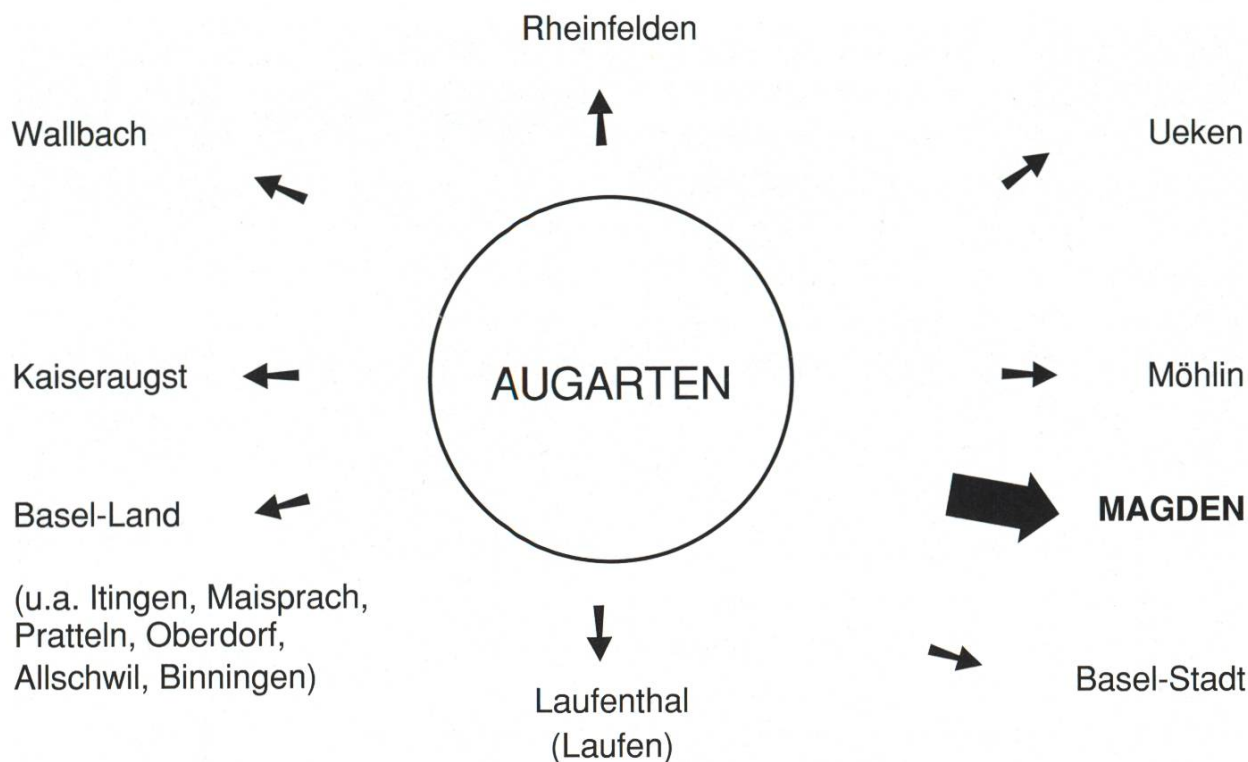 Rheinfelden
Wallbach
Ueken
Kaiseraugst
AUGARTEN
Möhlin
Basel-Land
MAGDEN
(u.a. Itingen, Maisprach,
Pratteln, Oberdorf,
Allschwil, Binningen)
Basel-Stadt
Laufenthal
(Laufen)